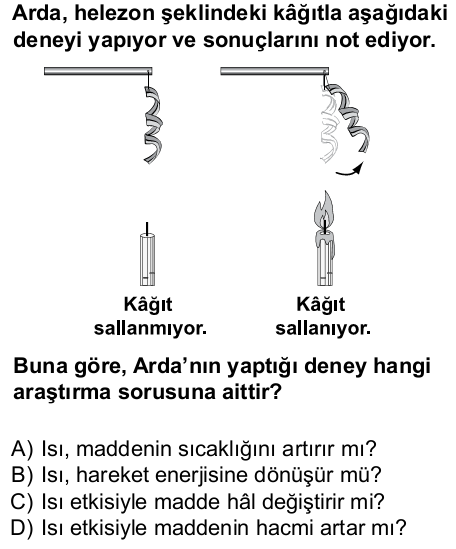 Arda, helezon şeklindeki kâğıtla aşağıdaki
deneyi yapıyor ve sonuçlarını not ediyor.
Kâğıt
sallanmıyor.
Kâğıt
sallanıyor.
Buna göre, Arda’nın yaptığı deney hangi
araştırma sorusuna aittir?
A) Isı, maddenin sıcaklığını artırır mı?
B) Isı, hareket enerjisine dönüşür mü?
C) Isı etkisiyle madde hâl değiştirir mi?
D) Isı etkisiyle maddenin hacmi artar mı?